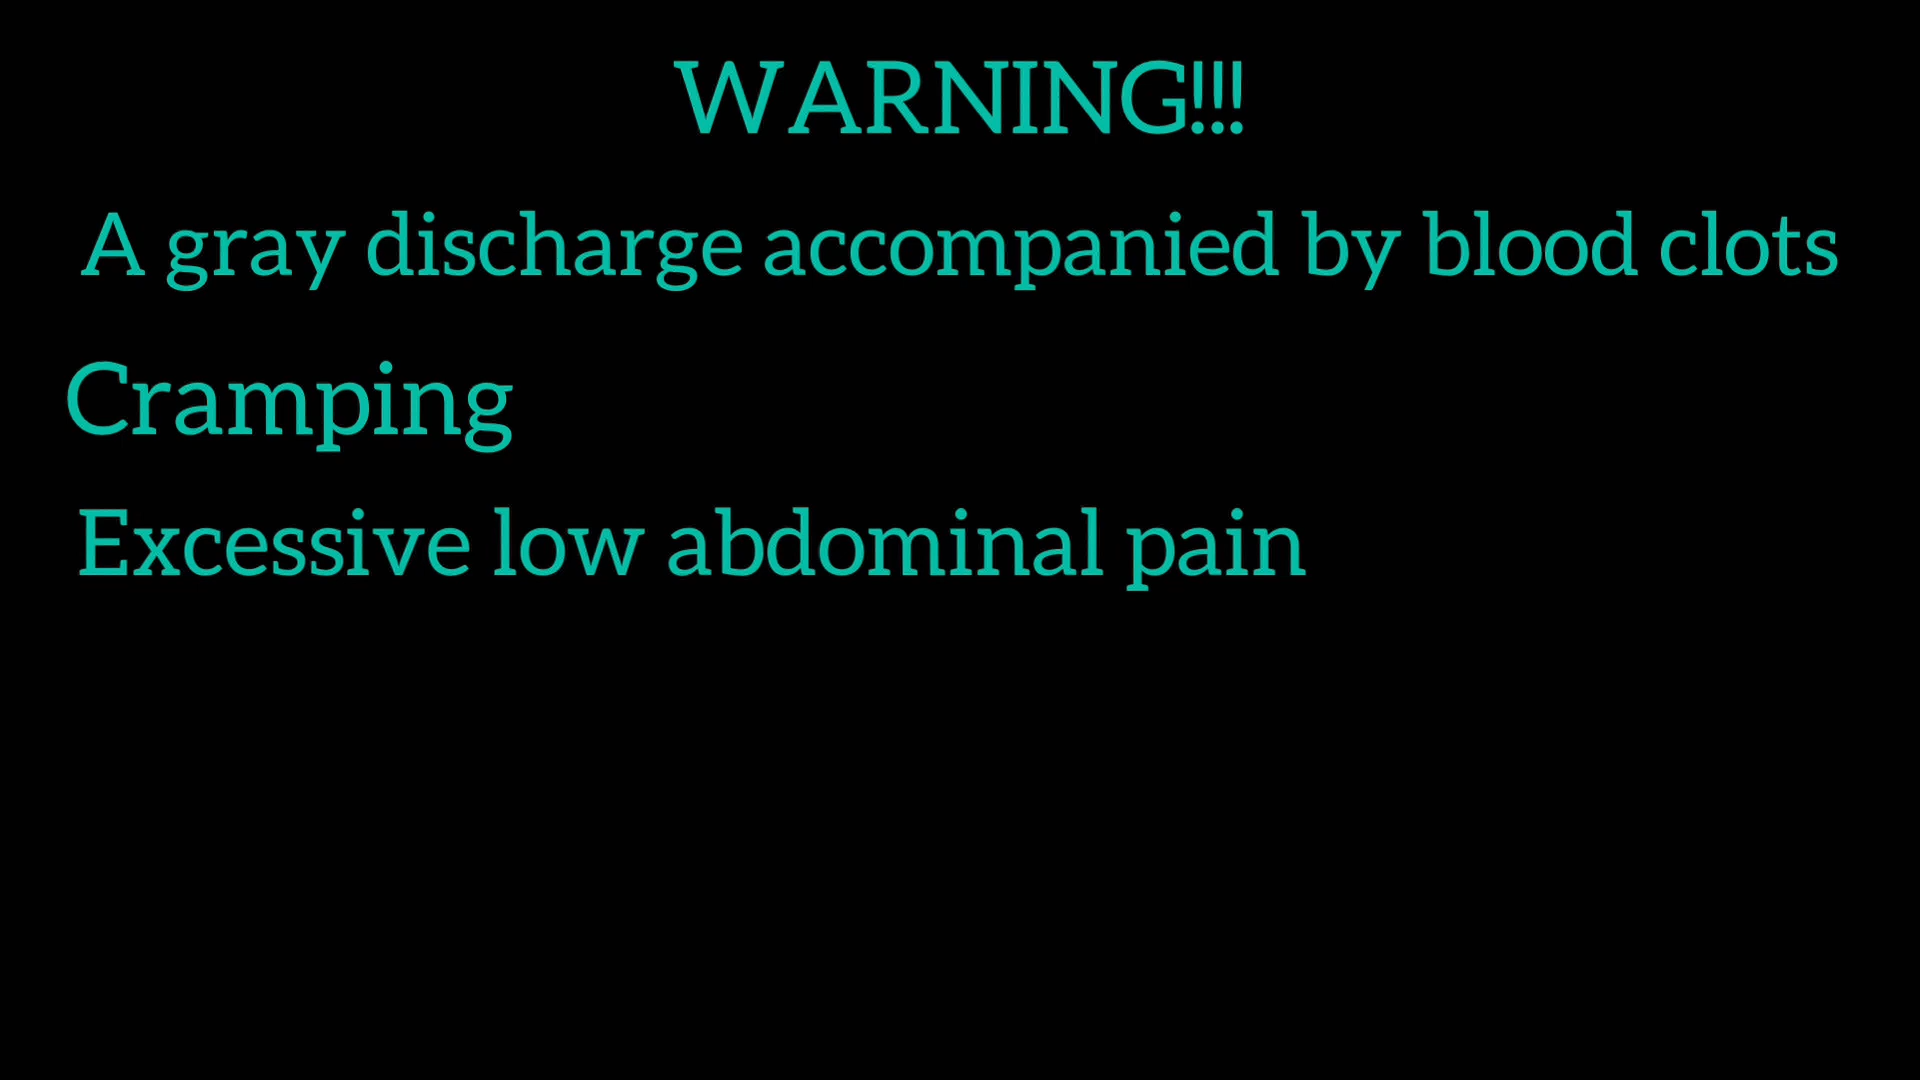 WARNING!!!
A gray discharge accompanied by blood clots
Cramping
Excessive low abdominal pain